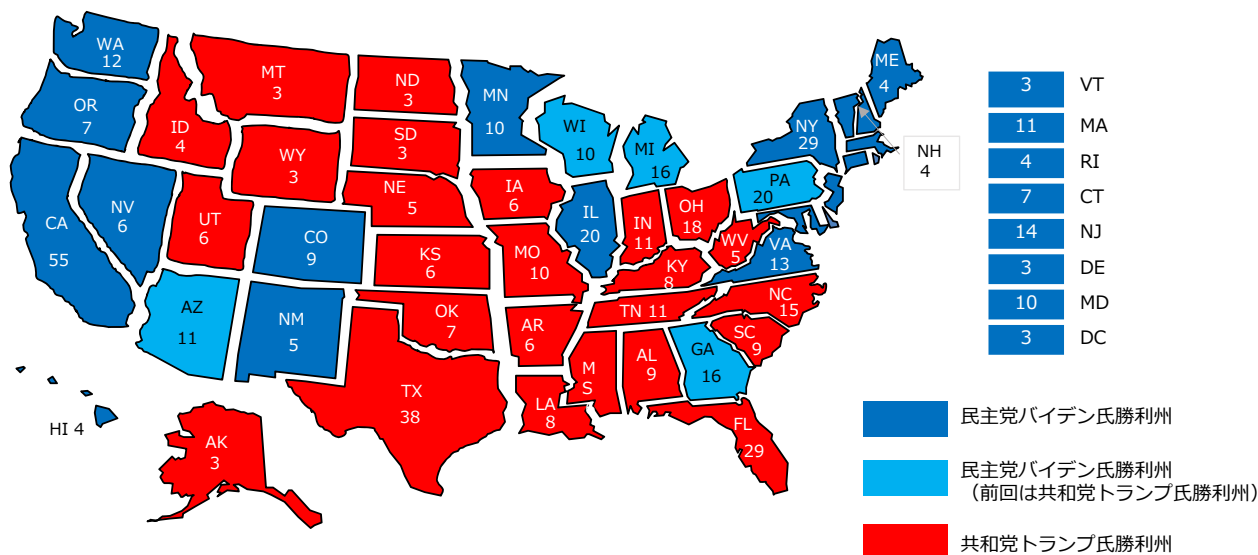 WA
12
OR
7
CA
55
NV
6
ID
4
MT
3
WY
3
UT
6
AZ
11
CO
9
NM
5
ND
3
SD
3
NE
5
KS
6
OK
7
TX
38
MN
10
IA
6
MO
10
AR
6
LA
8
WI
10
IL
20
MI
16
IN
11
OH
18
KY
8
TN 11
M
S
AL
9
GA
16
FL
29
SC
9
NC
15
WV
5
VA
13
PA
20
NY
29
ME
4
NH
4
HI 4
AK
3
3 VT
11 MA
4 RI
7 CT
14 NJ
3 DE
10 MD
3 DC
民主党バイデン氏勝利州
民主党バイデン氏勝利州
(前回は共和党トランプ氏勝利州)
共和党トランプ氏勝利州